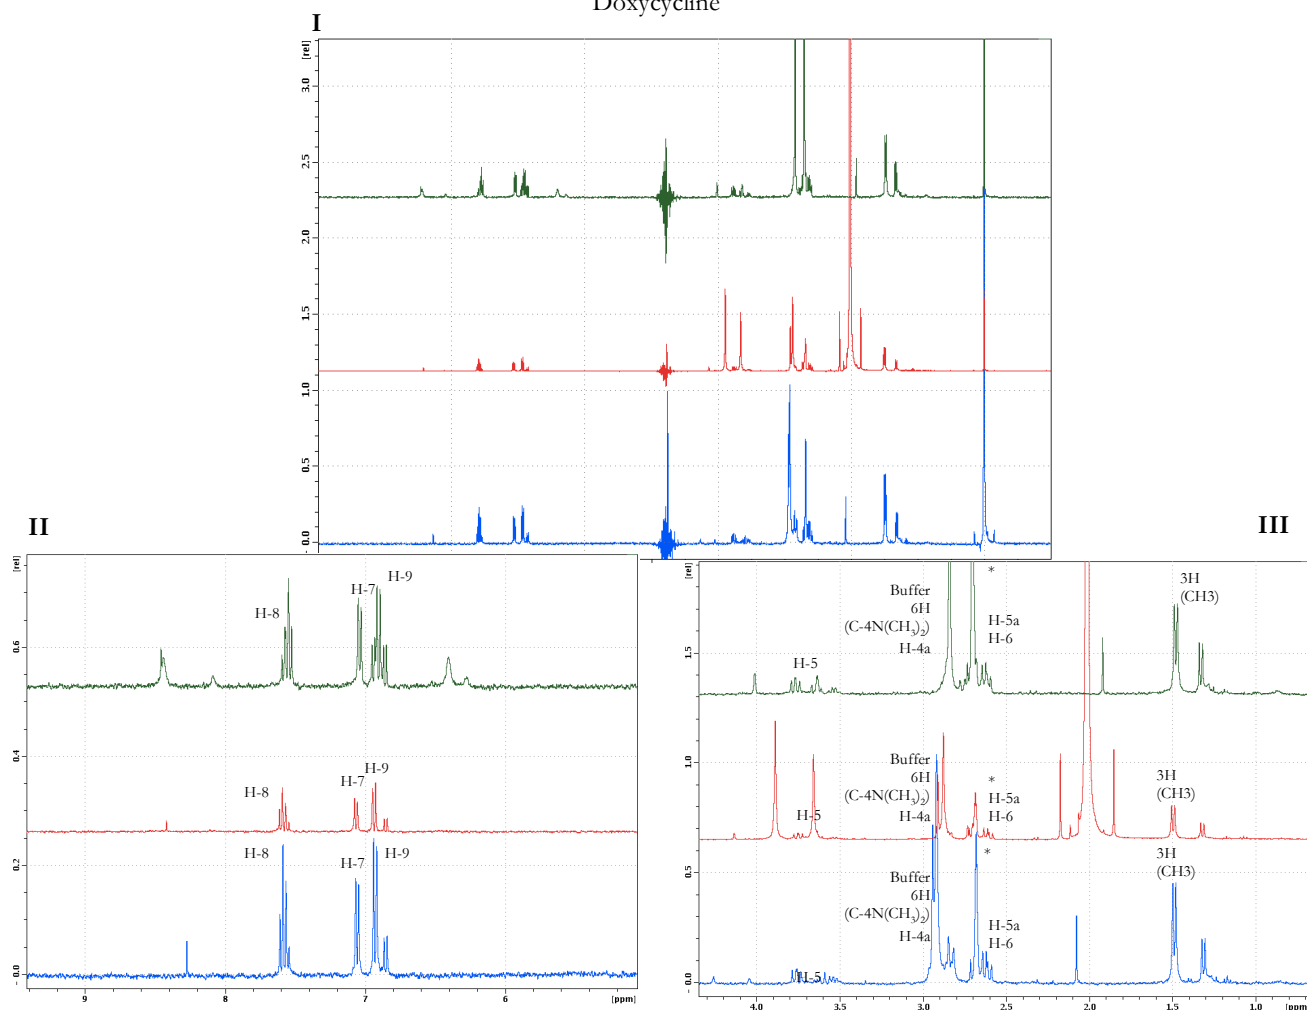 Doxycycline
I
[rel]
3.0
2.5
2.0
1.5
1.0
0.5
- 0.0
II
[rel]
0.6
0.4
0.2
- 0.0
H-8
H-7
H-9
H-8
H-7
H-9
H-8
H-7
H-9
9
8
7
6
[ppm]
III
[rel]
1.5
1.0
0.5
- 0.0
Buffer
6H
(C-4N(CH3)2)
H-4a
*
H-5a
H-6
H-5
3H
(CH3)
Buffer
6H
(C-4N(CH3)2)
H-4a
*
H-5a
H-6
H-5
3H
(CH3)
Buffer
6H
(C-4N(CH3)2)
H-4a
*
H-5a
H-6
H-5
3H
(CH3)
4.0
3.5
3.0
2.5
2.0
1.5
1.0
[ppm]